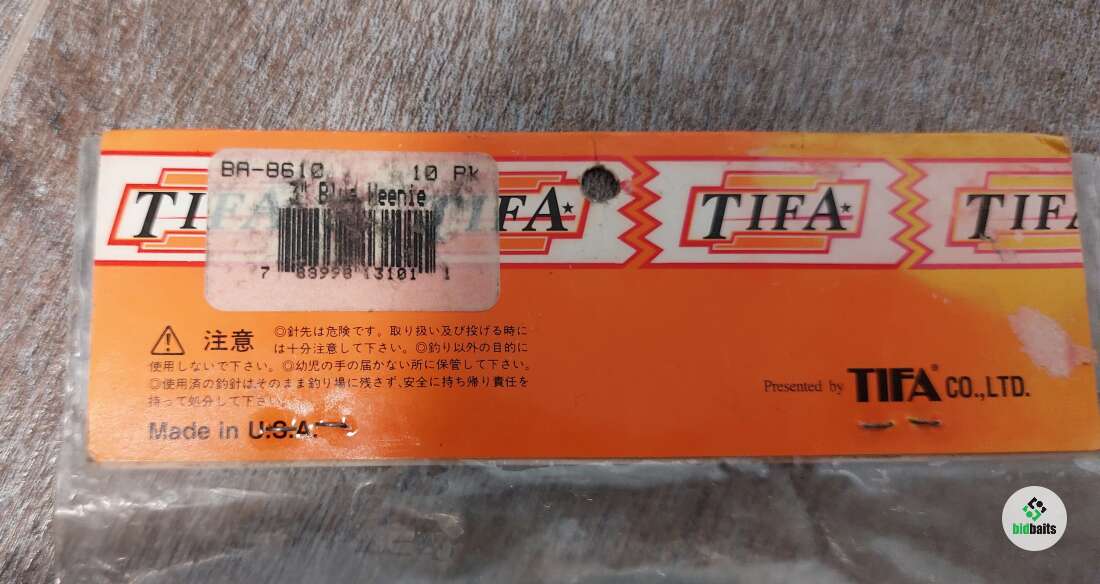 BA-8610 10 Pk
3" Blue Weenie
7 88998 13101 1
TIFA
TIFA
TIFA
TIFA
⚠ 注意 ◎針先は危険です。取り扱い及び投げる時に
は十分注意して下さい。◎釣り以外の目的に
使用しないで下さい。◎幼児の手の届かない所に保管して下さい。
◎使用済の釣針はそのまま釣り場に残さず、安全に持ち帰り責任を
持って処分して下さい。
Made in U.S.A.
Presented by TIFA® CO.,LTD.
bidbaits